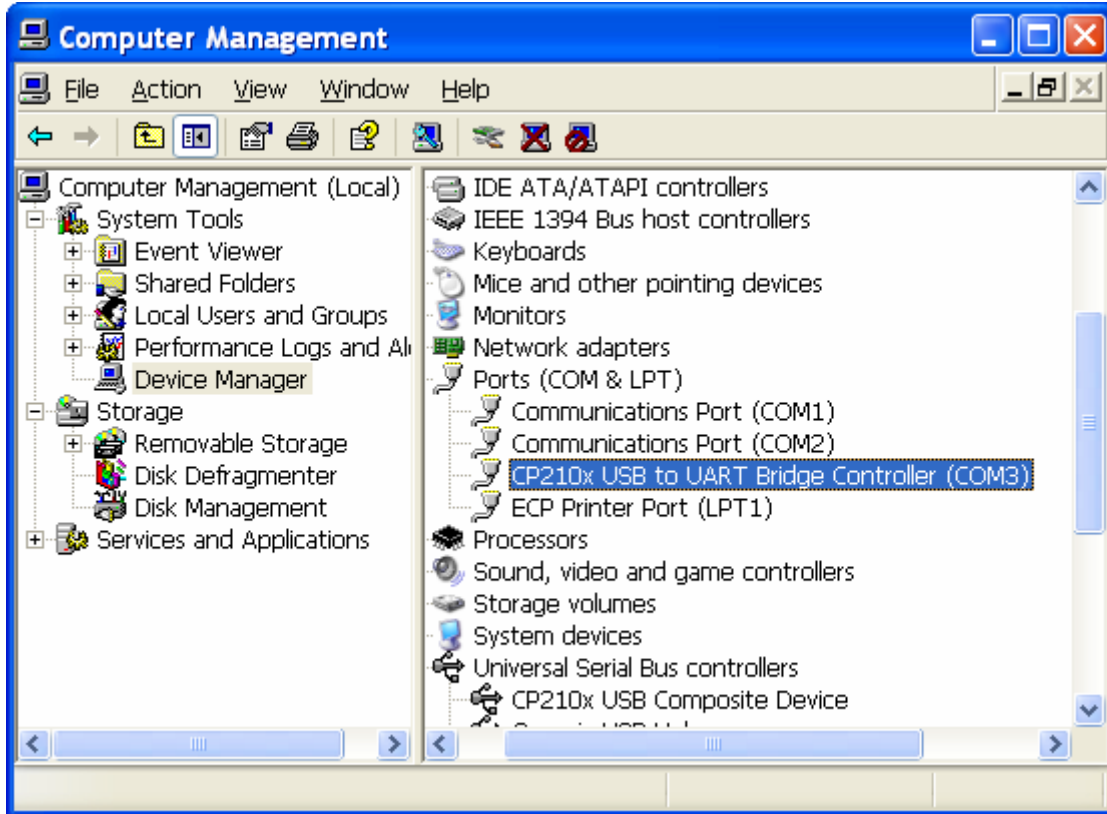 Computer Management
File Action View Window Help
Computer Management (Local)
System Tools
Event Viewer
Shared Folders
Local Users and Groups
Performance Logs and Al
Device Manager
Storage
Removable Storage
Disk Defragmenter
Disk Management
Services and Applications
IDE ATA/ATAPI controllers
IEEE 1394 Bus host controllers
Keyboards
Mice and other pointing devices
Monitors
Network adapters
Ports (COM & LPT)
Communications Port (COM1)
Communications Port (COM2)
CP210x USB to UART Bridge Controller (COM3)
ECP Printer Port (LPT1)
Processors
Sound, video and game controllers
Storage volumes
System devices
Universal Serial Bus controllers
CP210x USB Composite Device